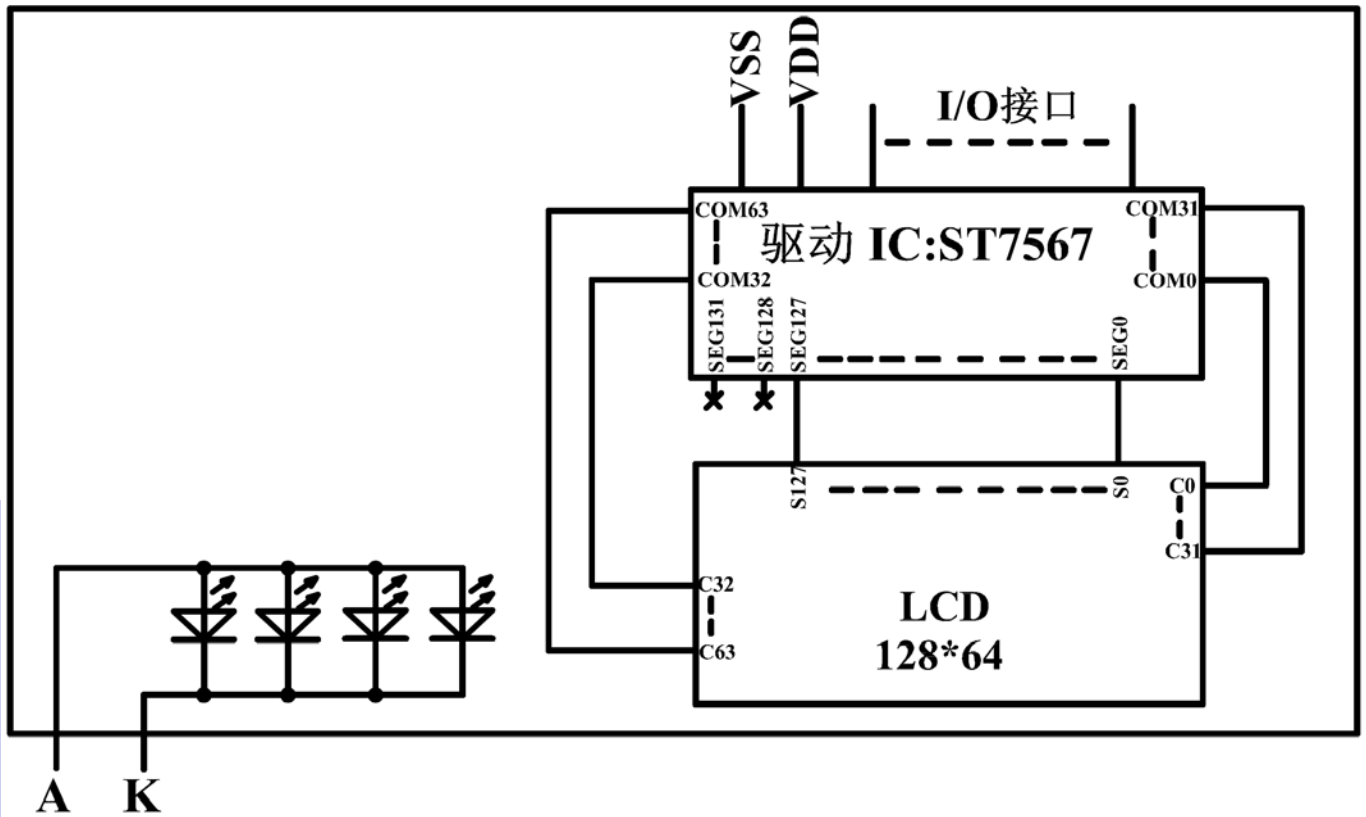 VSS
VDD
I/O接口
COM63
COM31
驱动 IC:ST7567
COM32
COM0
SEG131
SEG128
SEG127
SEG0
S127
S0
C0
C31
C32
LCD
C63
128*64
A
K